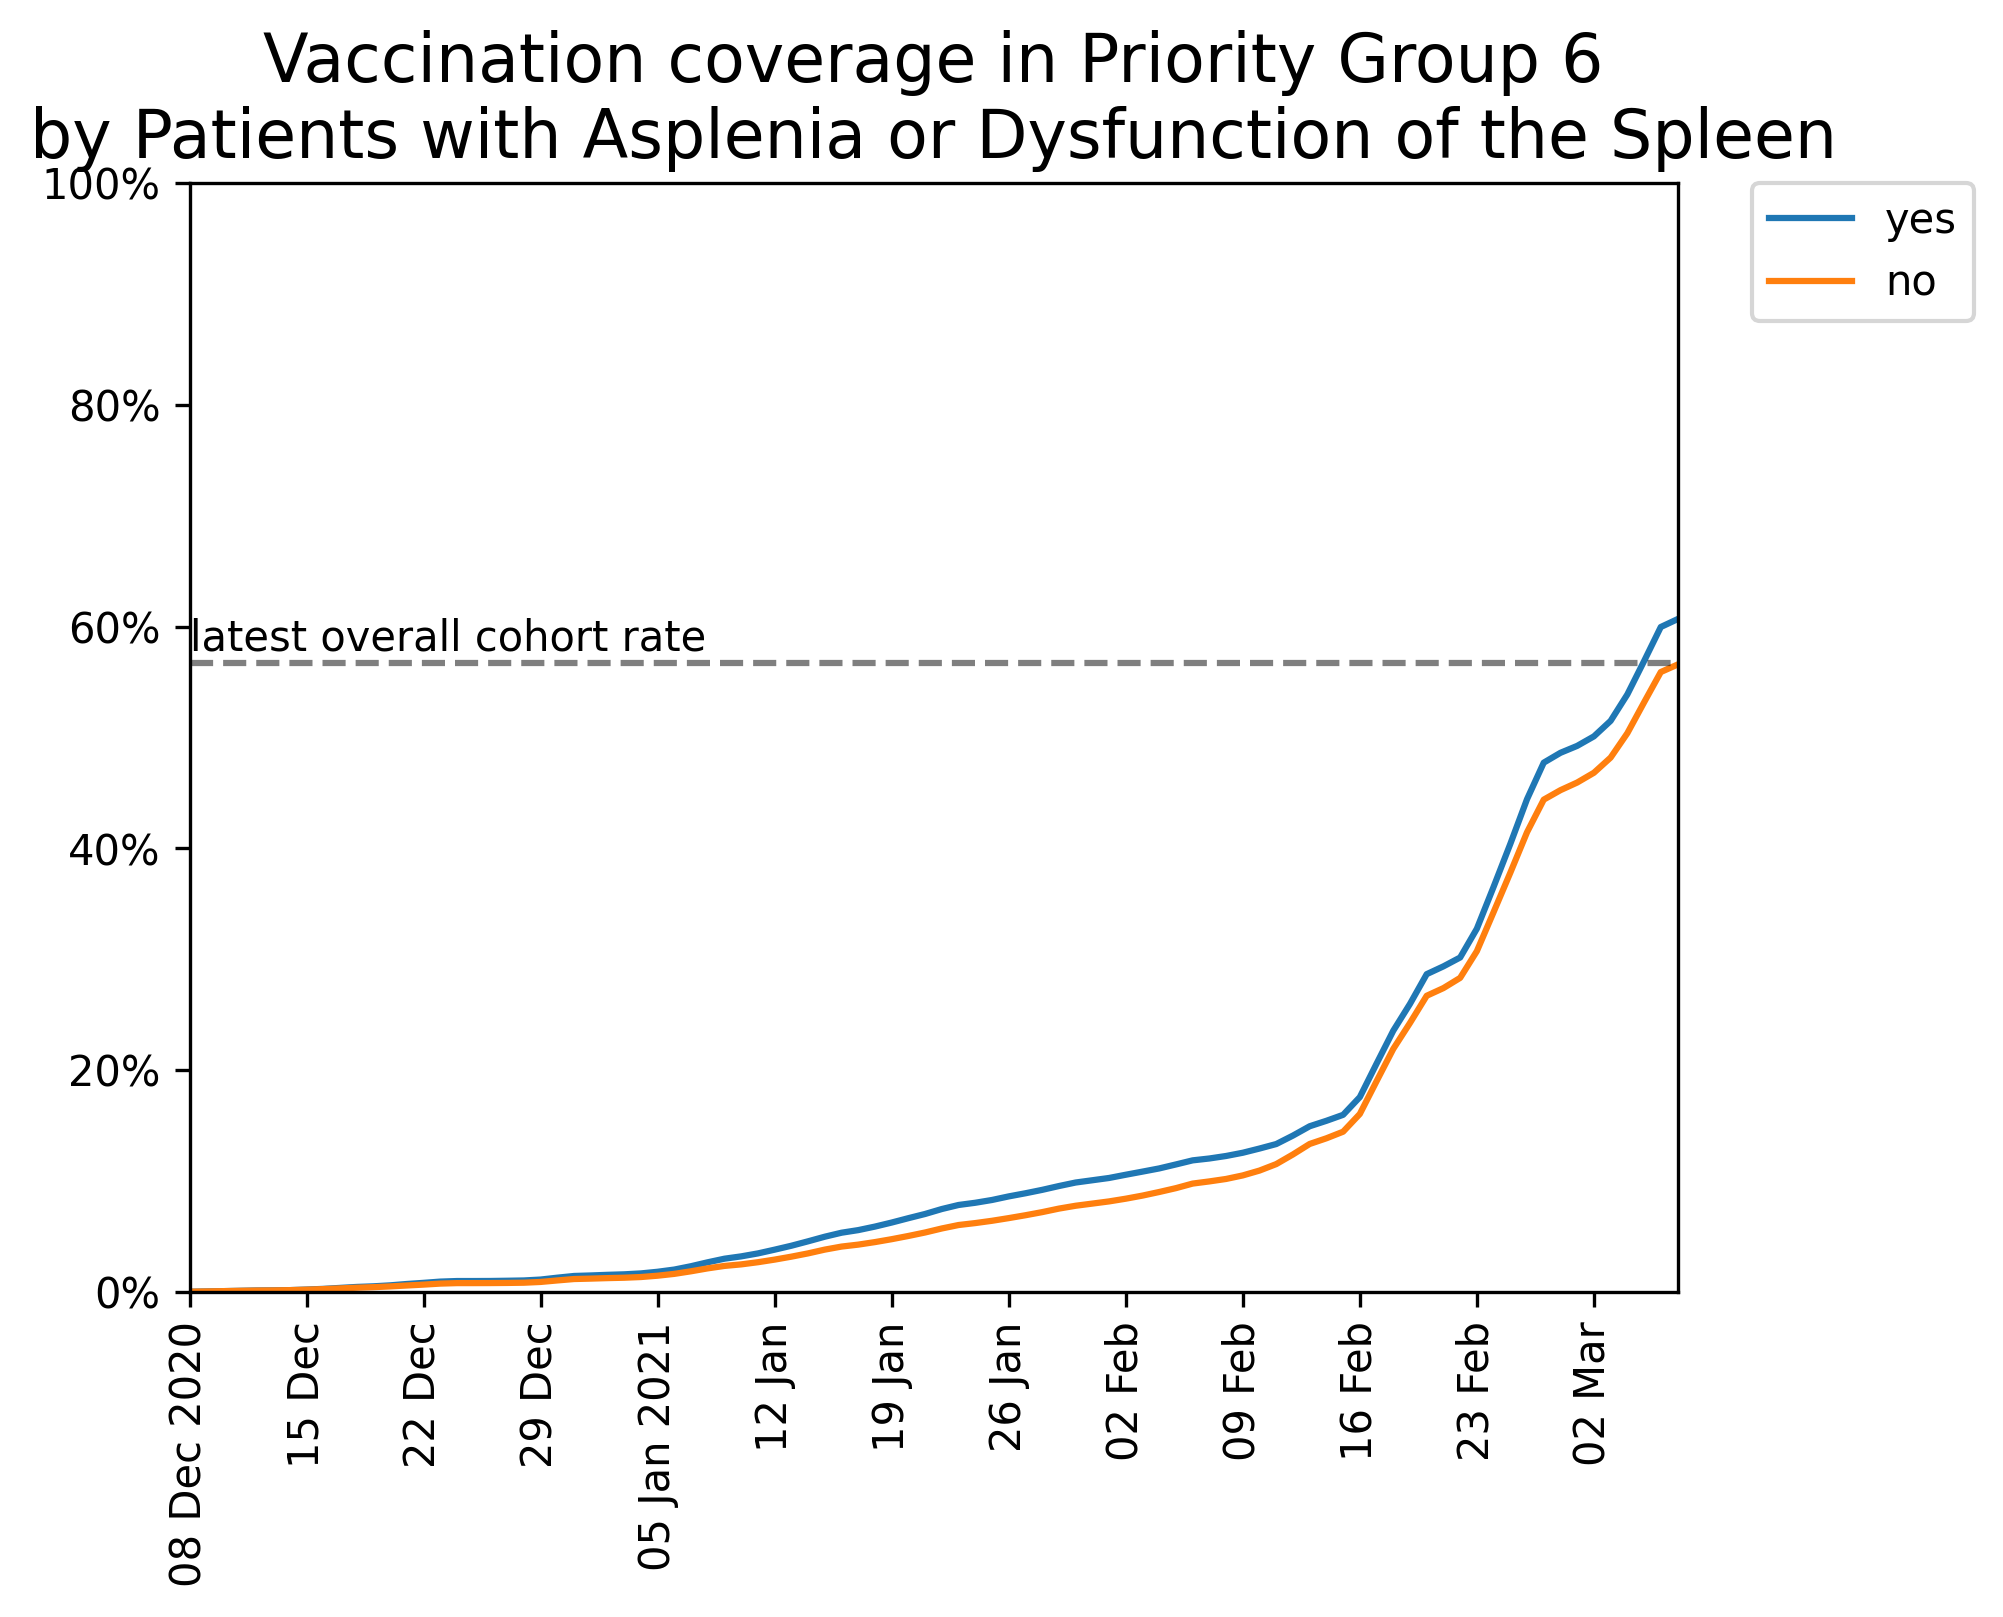 Vaccination coverage in Priority Group 6
by Patients with Asplenia or Dysfunction of the Spleen
100%
80%
60%
40%
20%
0%
latest overall cohort rate
yes
no
08 Dec 2020
15 Dec
22 Dec
29 Dec
05 Jan 2021
12 Jan
19 Jan
26 Jan
02 Feb
09 Feb
16 Feb
23 Feb
02 Mar